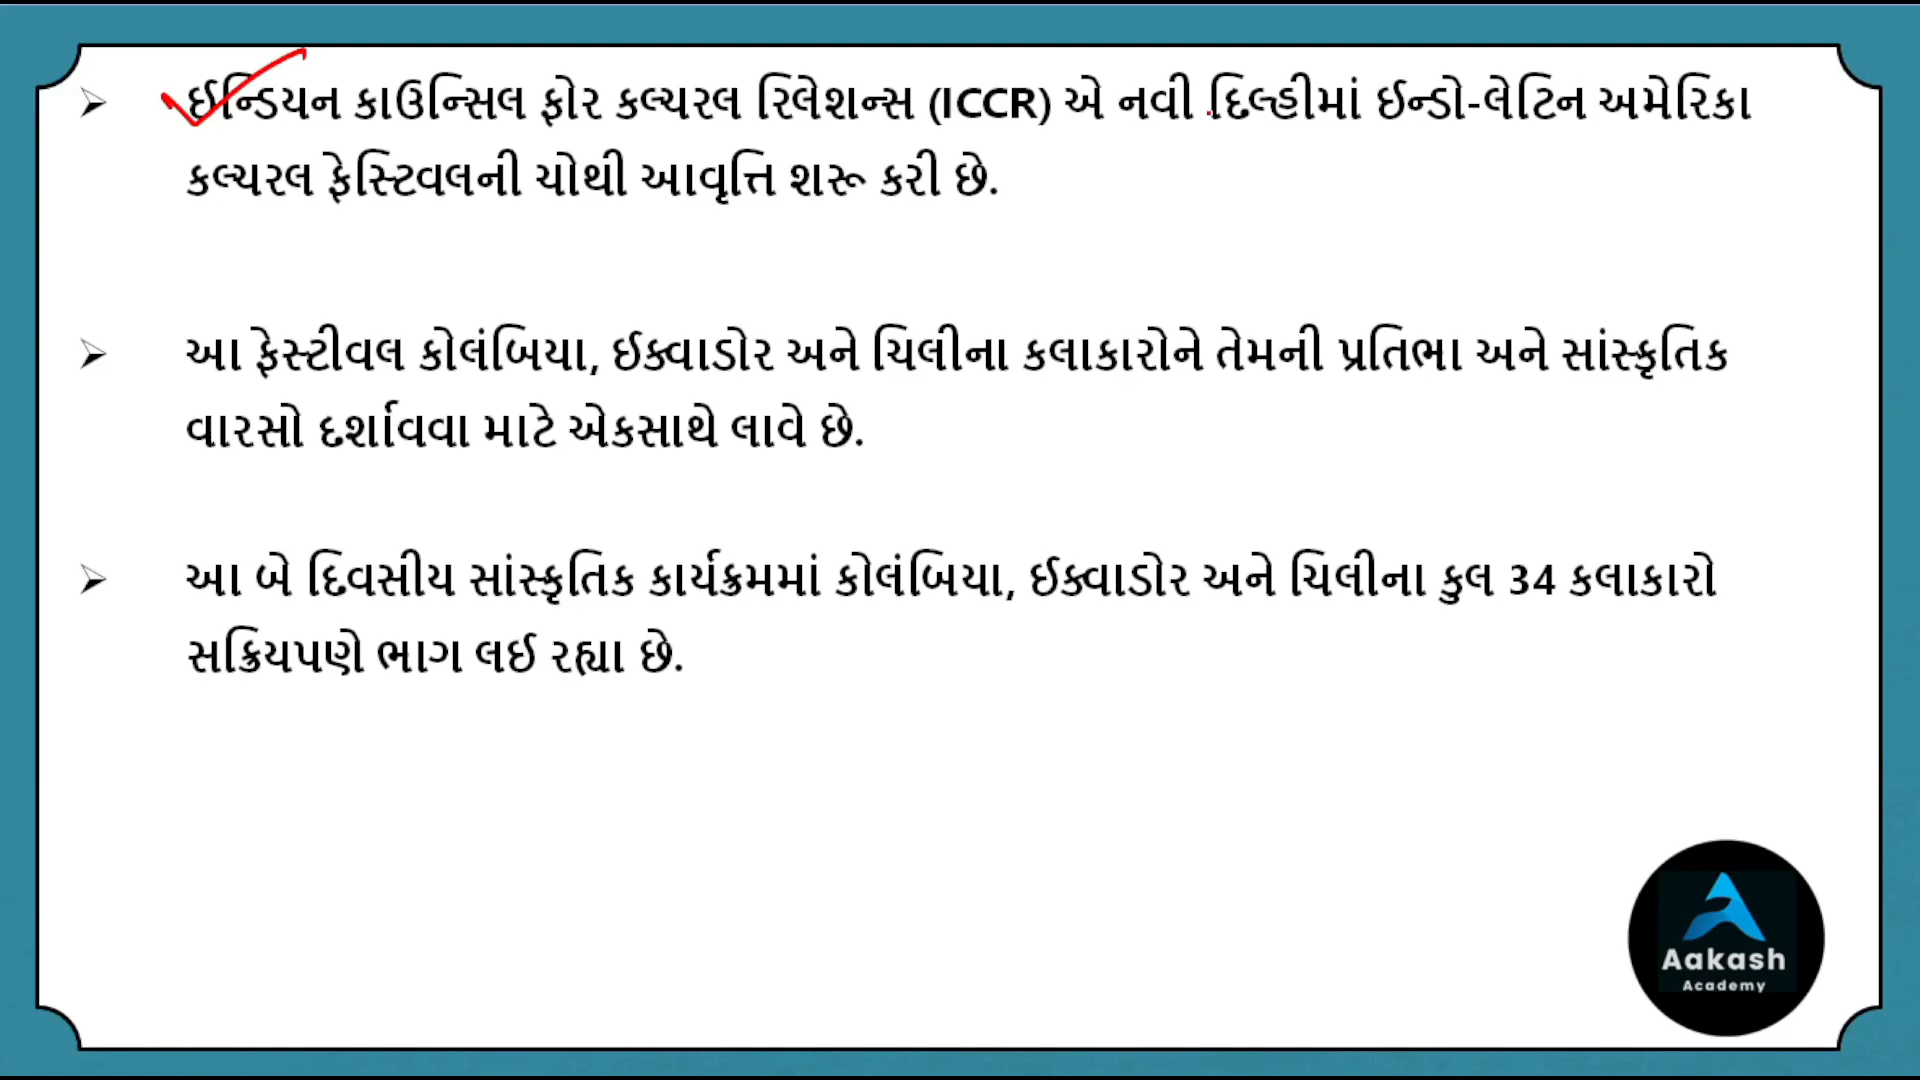 ➢ ઈન્ડિયન કાઉન્સિલ ફોર કલ્ચરલ રિલેશન્સ (ICCR) એ નવી દિલ્હીમાં ઈન્ડો-લેટિન અમેરિકા
કલ્ચરલ ફેસ્ટિવલની ચોથી આવૃત્તિ શરૂ કરી છે.
➢ આ ફેસ્ટીવલ કોલંબિયા, ઈક્વાડોર અને ચિલીના કલાકારોને તેમની પ્રતિભા અને સાંસ્કૃતિક
વારસો દર્શાવવા માટે એકસાથે લાવે છે.
➢ આ બે દિવસીય સાંસ્કૃતિક કાર્યક્રમમાં કોલંબિયા, ઈક્વાડોર અને ચિલીના કુલ 34 કલાકારો
સક્રિયપણે ભાગ લઈ રહ્યા છે.
Aakash
Academy